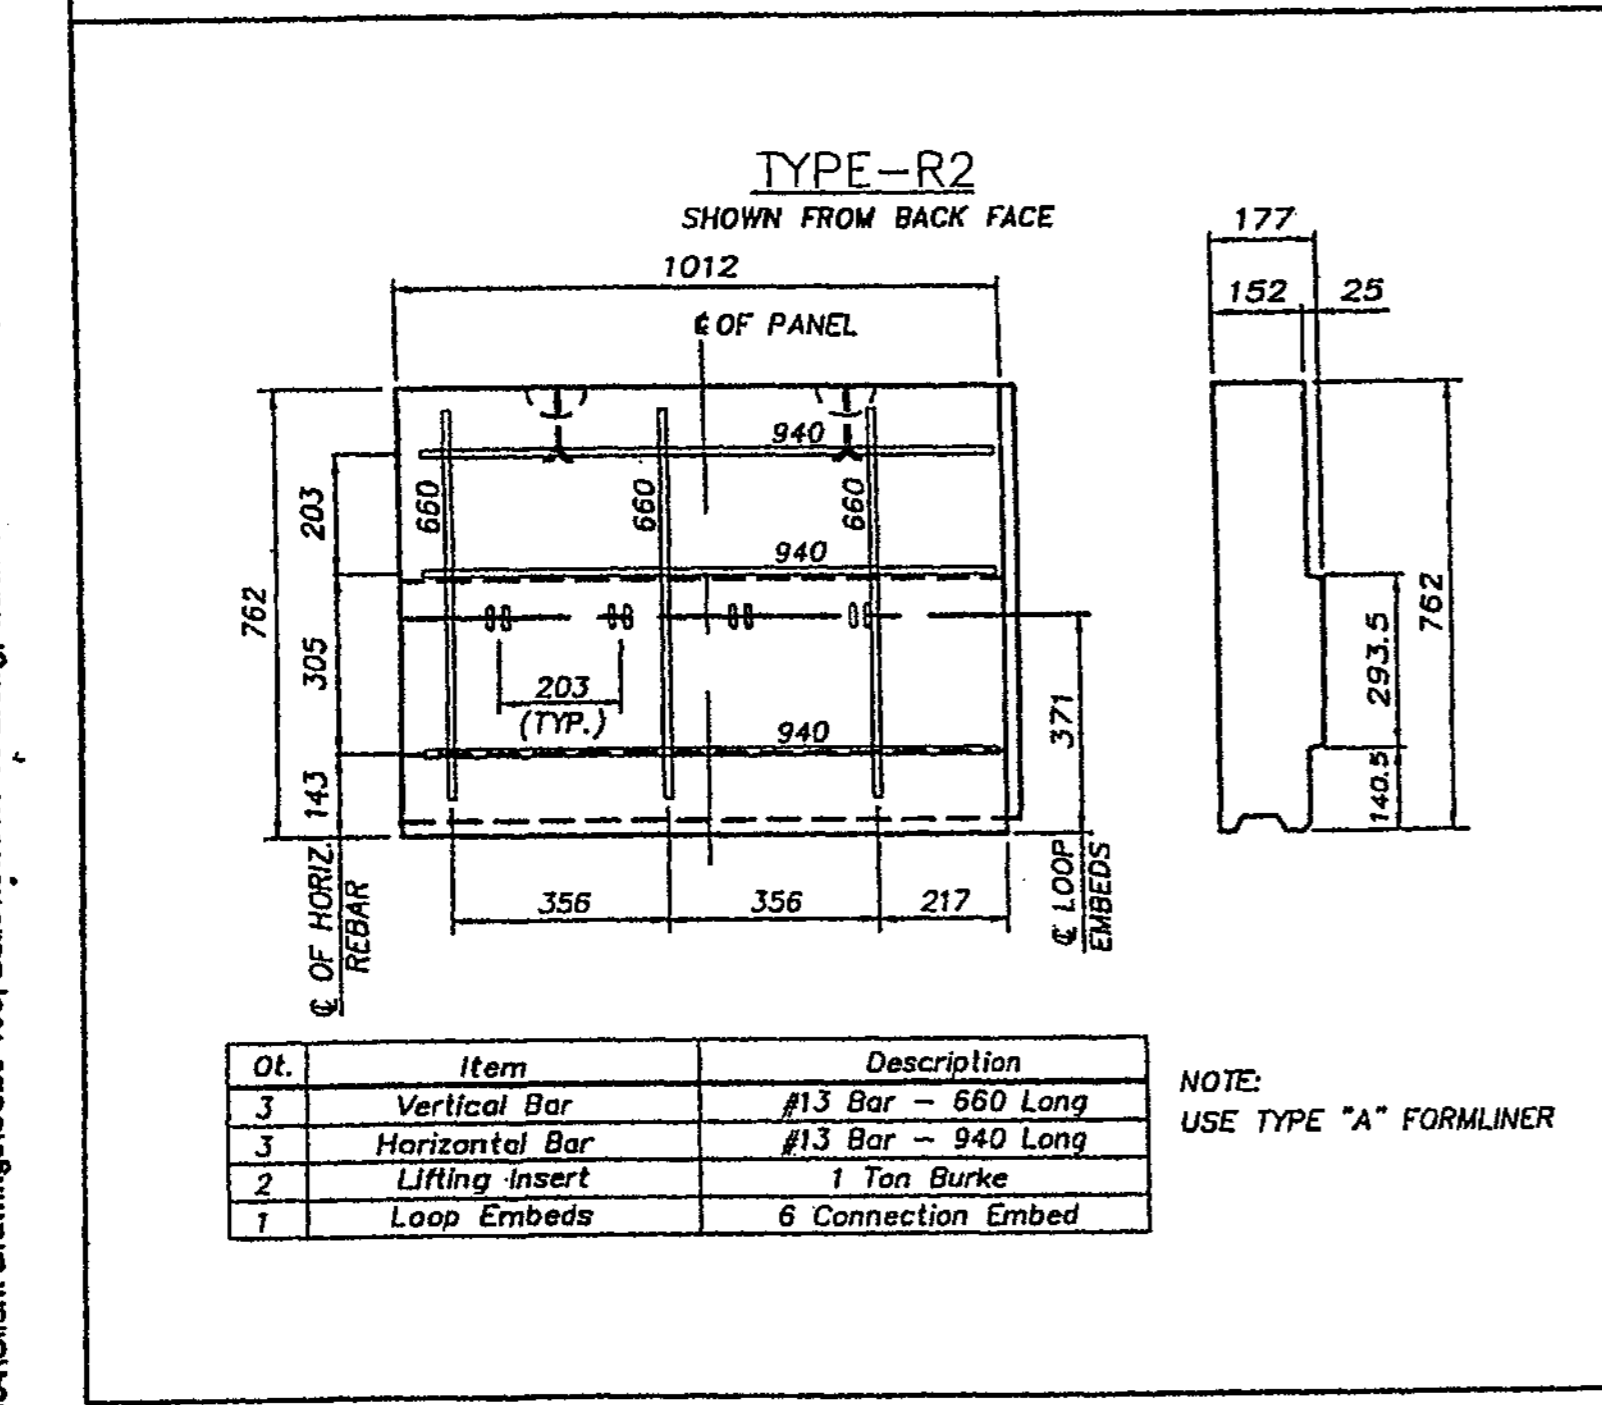 TYPE-R2
SHOWN FROM BACK FACE
1012
℄ OF PANEL
177
152
25
940
660
660
660
203
940
762
305
203
(TYP.)
940
143
371
762
293.5
140.5
356
356
217
℄ OF HORIZ.
REBAR
℄ LOOP
EMBEDS
Qt. Item Description
3 Vertical Bar #13 Bar - 660 Long
3 Horizontal Bar #13 Bar - 940 Long
2 Lifting Insert 1 Ton Burke
1 Loop Embeds 6 Connection Embed
NOTE:
USE TYPE "A" FORMLINER